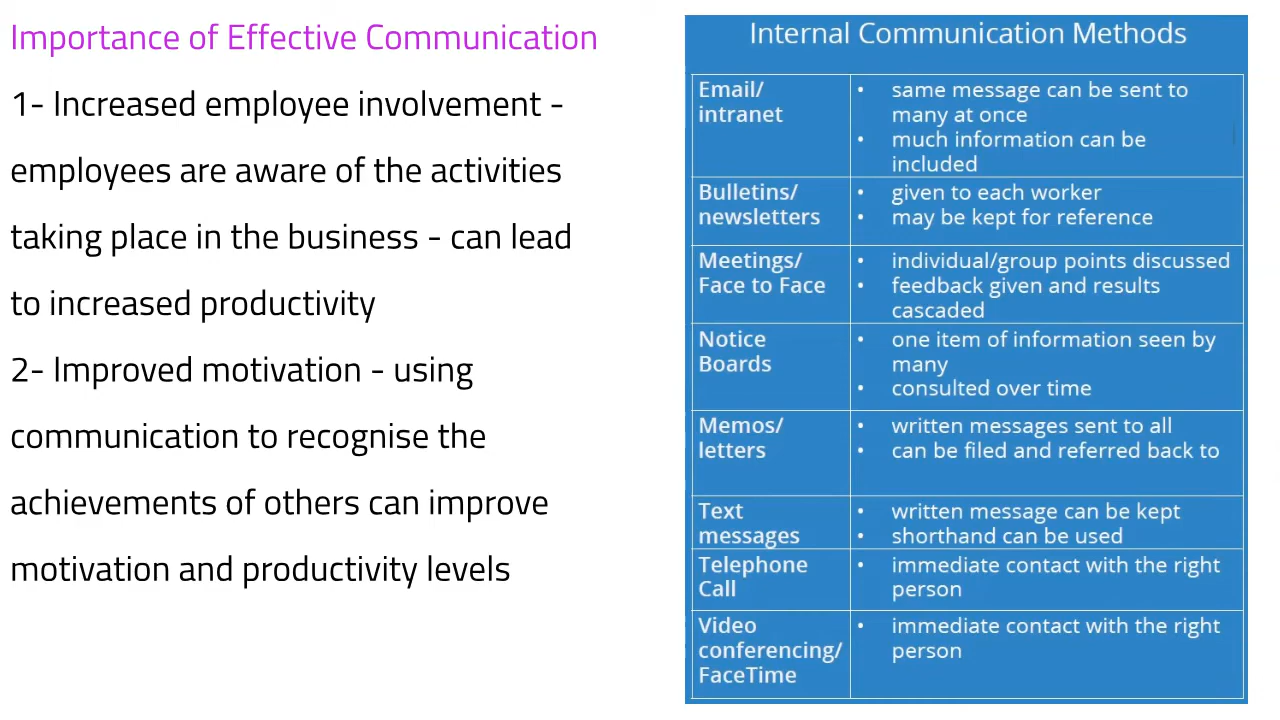 Importance of Effective Communication
1- Increased employee involvement -
employees are aware of the activities
taking place in the business - can lead
to increased productivity
2- Improved motivation - using
communication to recognise the
achievements of others can improve
motivation and productivity levels
Internal Communication Methods
Email/
intranet
• same message can be sent to
many at once
• much information can be
included
Bulletins/
newsletters
• given to each worker
• may be kept for reference
Meetings/
Face to Face
• individual/group points discussed
• feedback given and results
cascaded
Notice
Boards
• one item of information seen by
many
• consulted over time
Memos/
letters
• written messages sent to all
• can be filed and referred back to
Text
messages
• written message can be kept
• shorthand can be used
Telephone
Call
• immediate contact with the right
person
Video
conferencing/
FaceTime
• immediate contact with the right
person